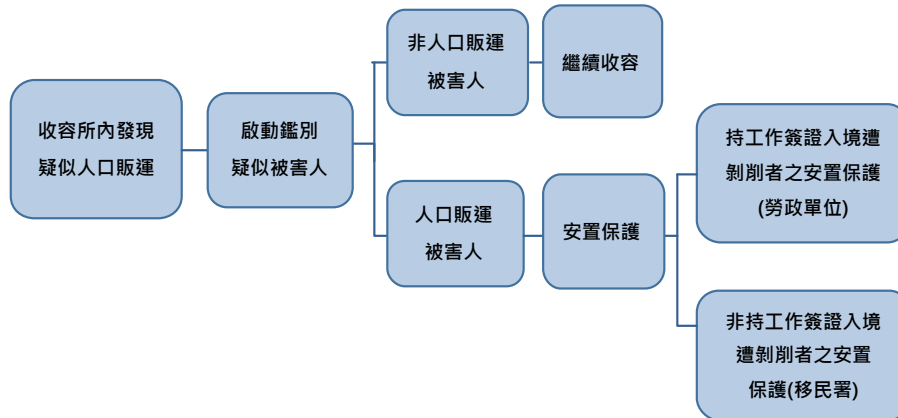 收容所內發現
疑似人口販運
啟動鑑別
疑似被害人
非人口販運
被害人
繼續收容
人口販運
被害人
安置保護
持工作簽證入境遭
剝削者之安置保護
(勞政單位)
非持工作簽證入境
遭剝削者之安置
保護(移民署)